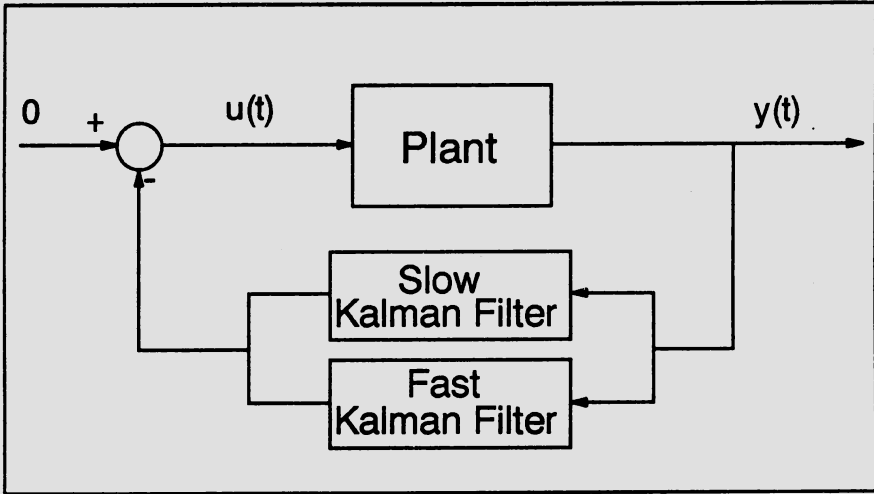 0
+
u(t)
Plant
y(t)
-
Slow
Kalman Filter
Fast
Kalman Filter